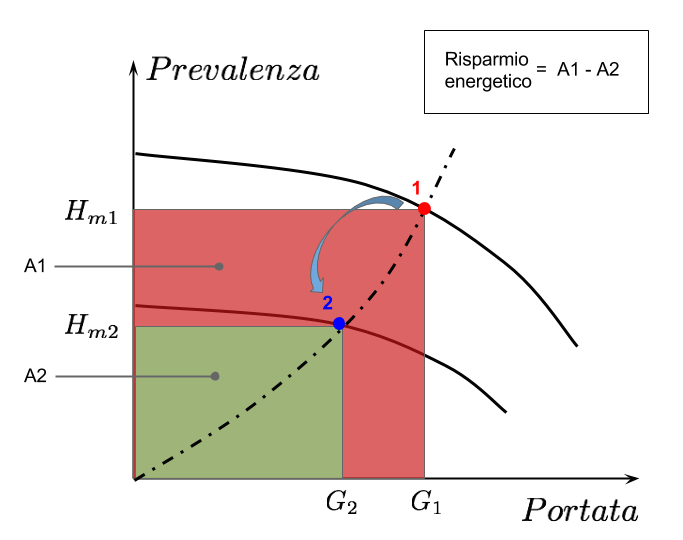 Prevalenza
Risparmio
energetico = A1 - A2
1
H_{m1}
A1
2
H_{m2}
A2
G_2
G_1
Portata